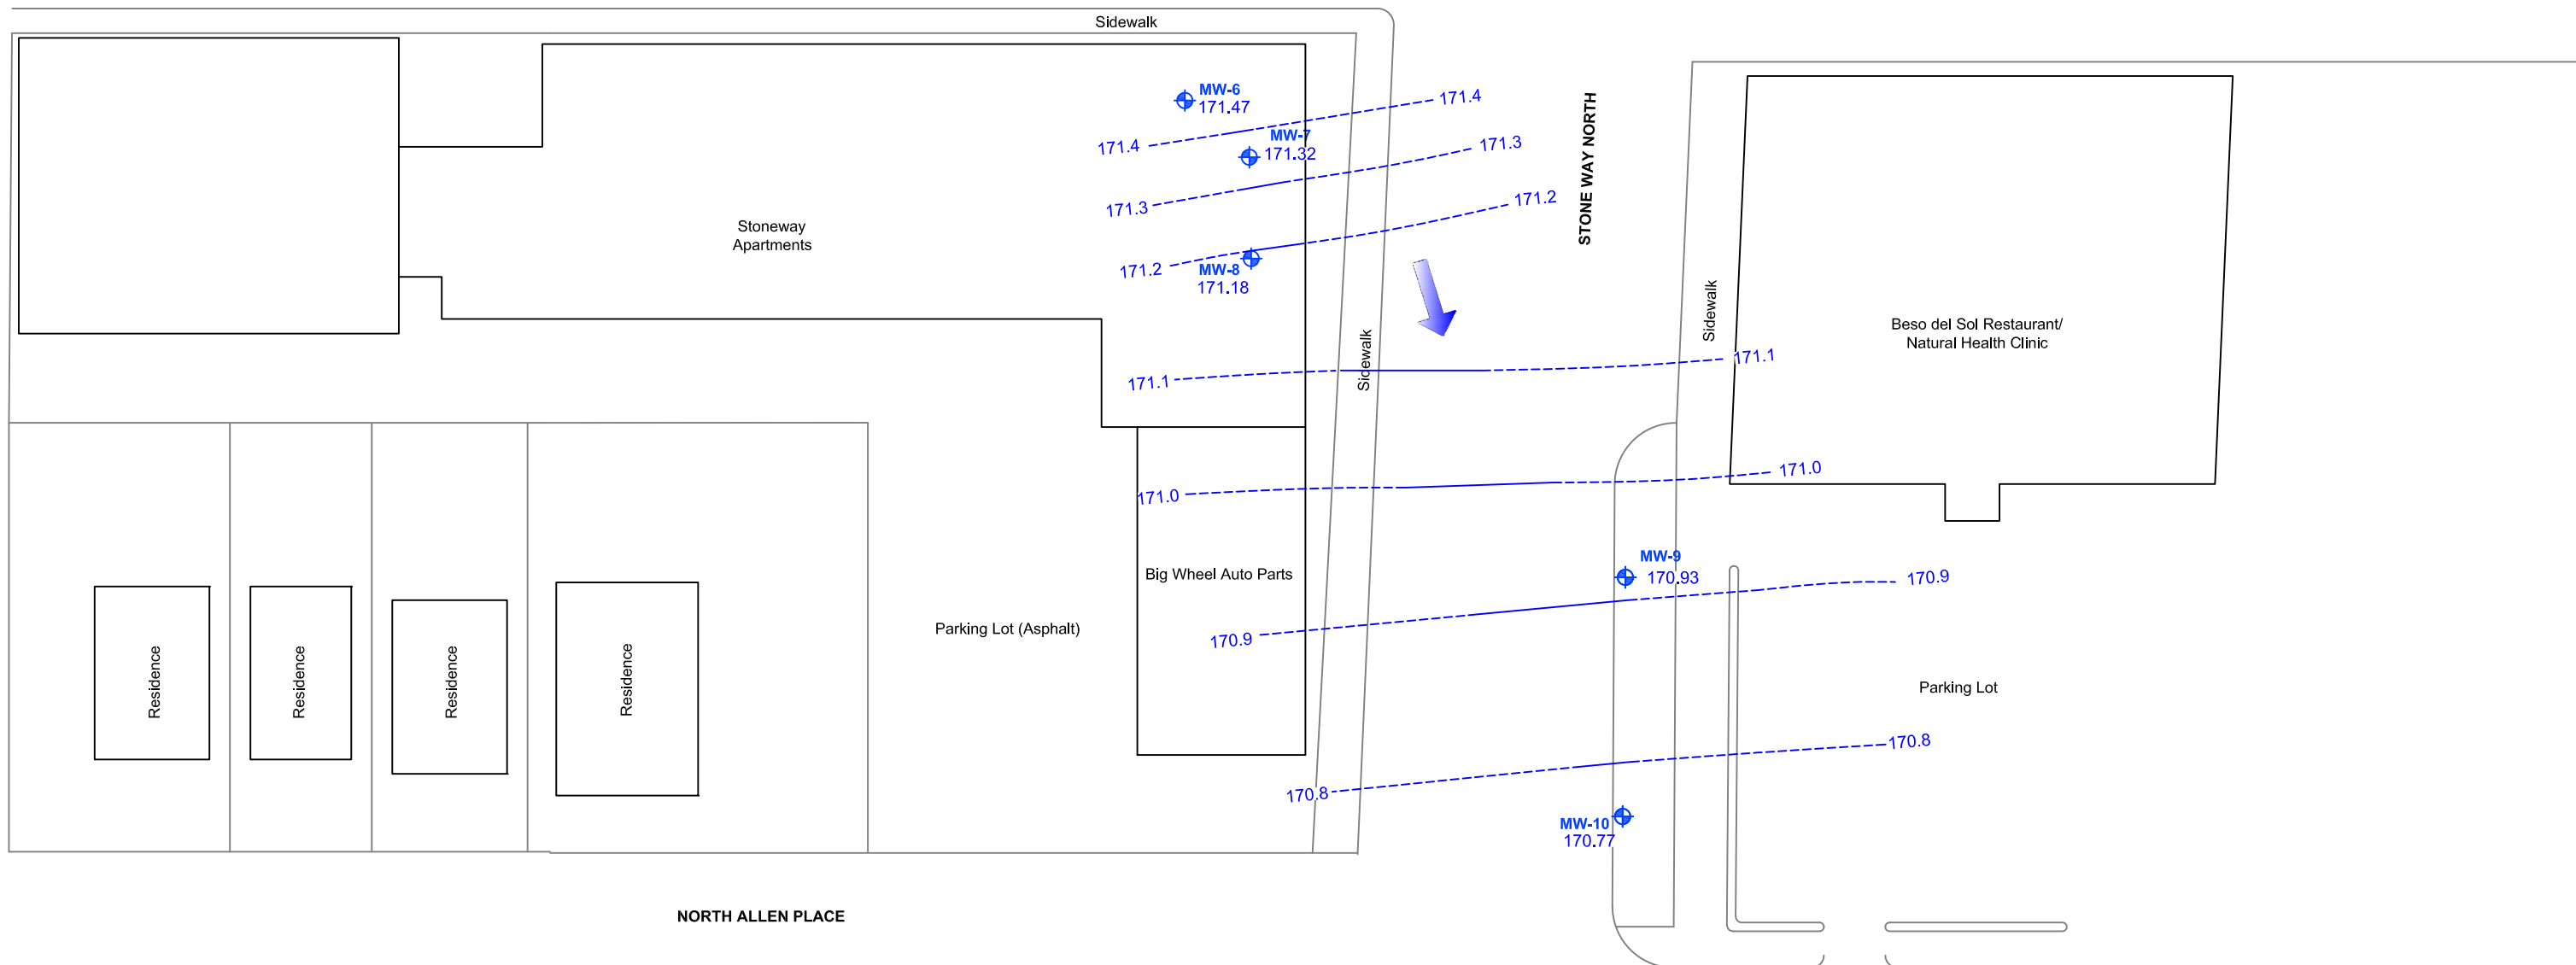 Sidewalk
MW-6
171.47
171.4
171.4
MW-7
171.32
171.3
171.3
STONE WAY NORTH
171.2
171.2
MW-8
171.18
Stoneway
Apartments
Sidewalk
Sidewalk
Beso del Sol Restaurant/
Natural Health Clinic
171.1
171.1
171.0
171.0
MW-9
170.93
170.9
170.9
Big Wheel Auto Parts
Parking Lot (Asphalt)
Residence
Residence
Residence
Residence
Parking Lot
170.8
170.8
MW-10
170.77
NORTH ALLEN PLACE